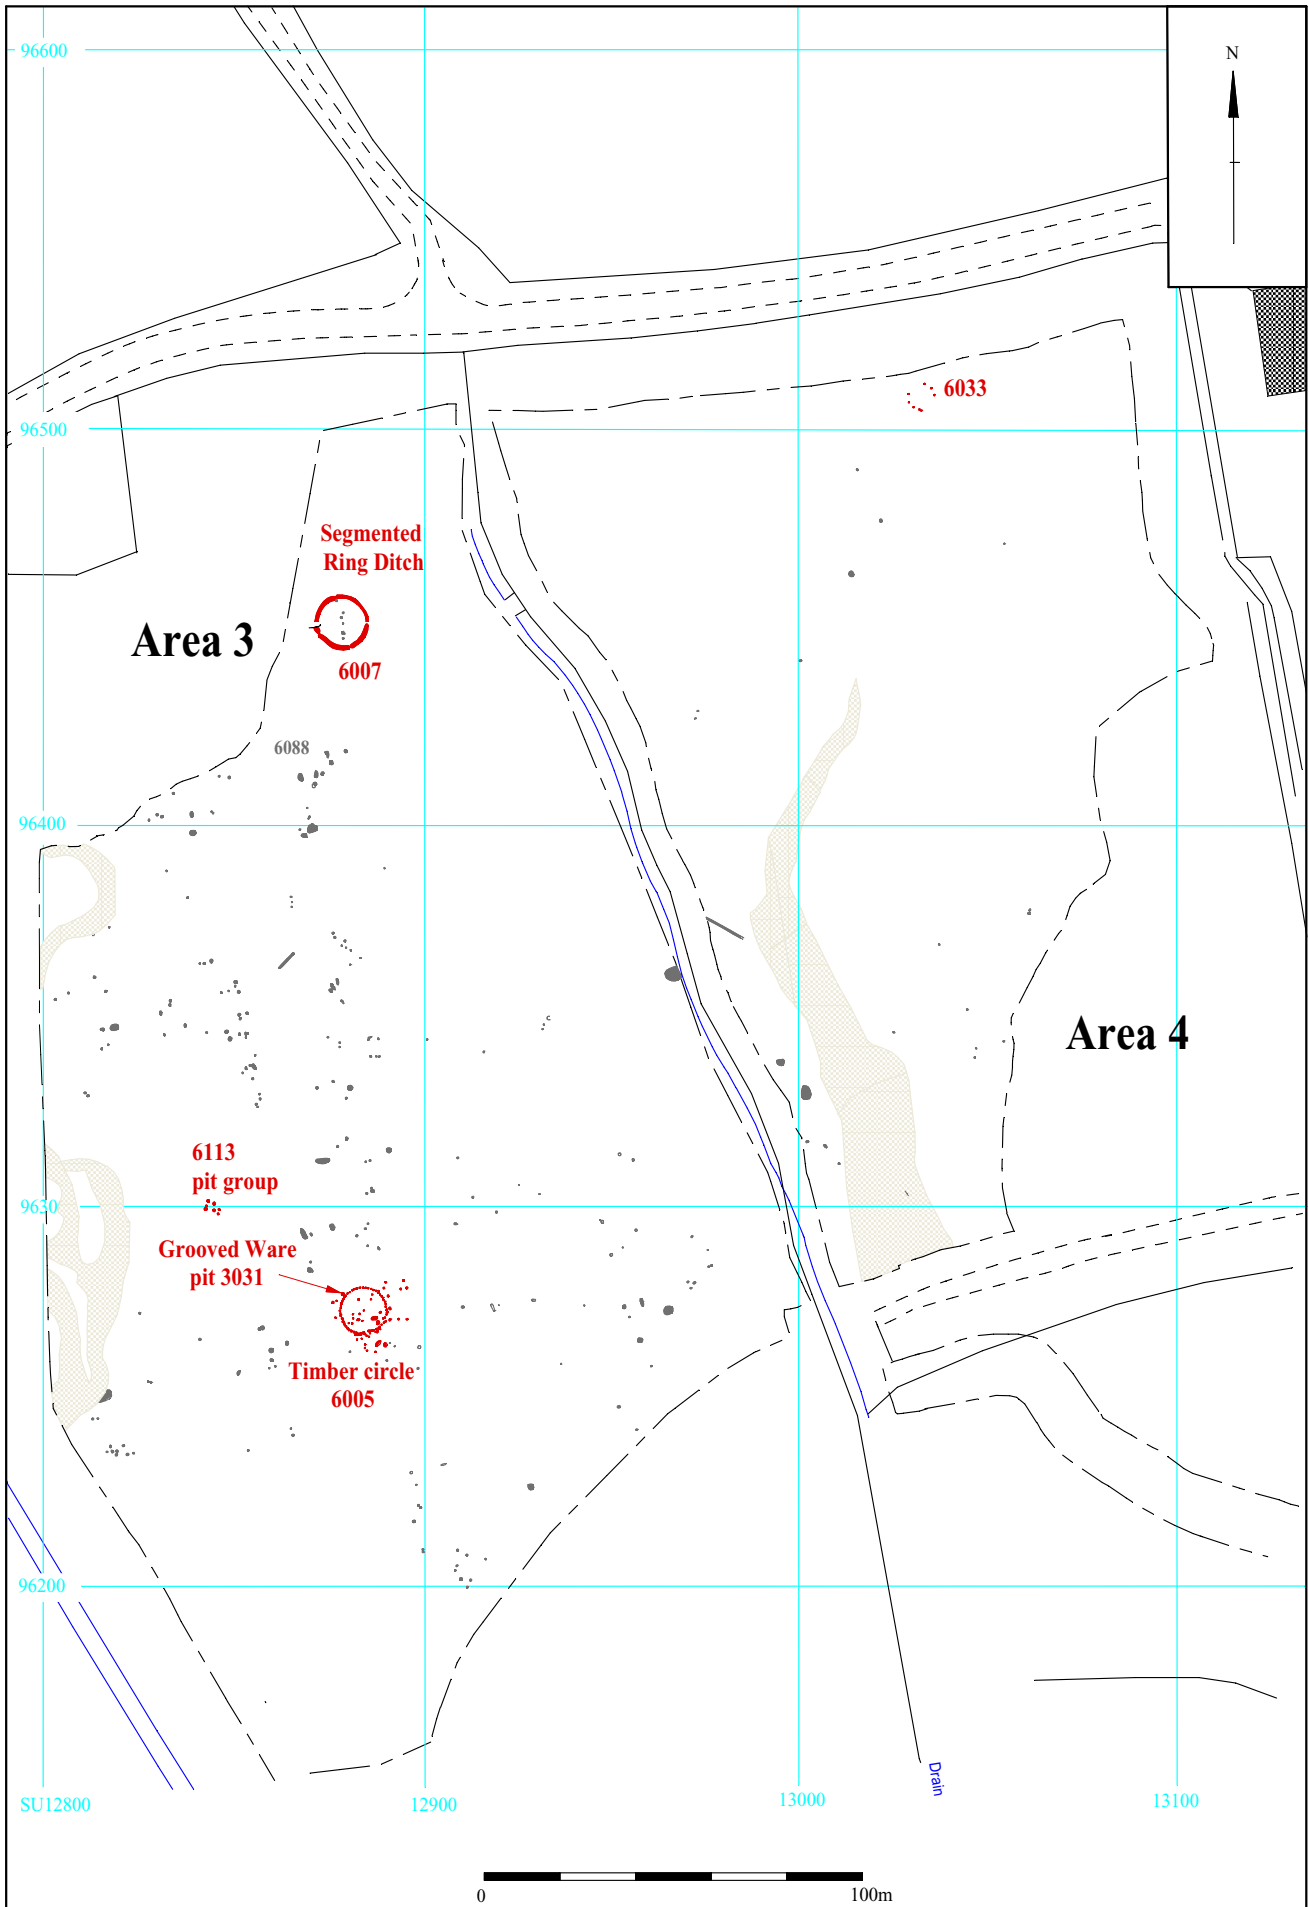 96600
N
6033
96500
Segmented
Ring Ditch
Area 3
6007
6088
96400
Area 4
6113
pit group
9630
Grooved Ware
pit 3031
Timber circle
6005
96200
Drain
SU12800
12900
13000
13100
0
100m